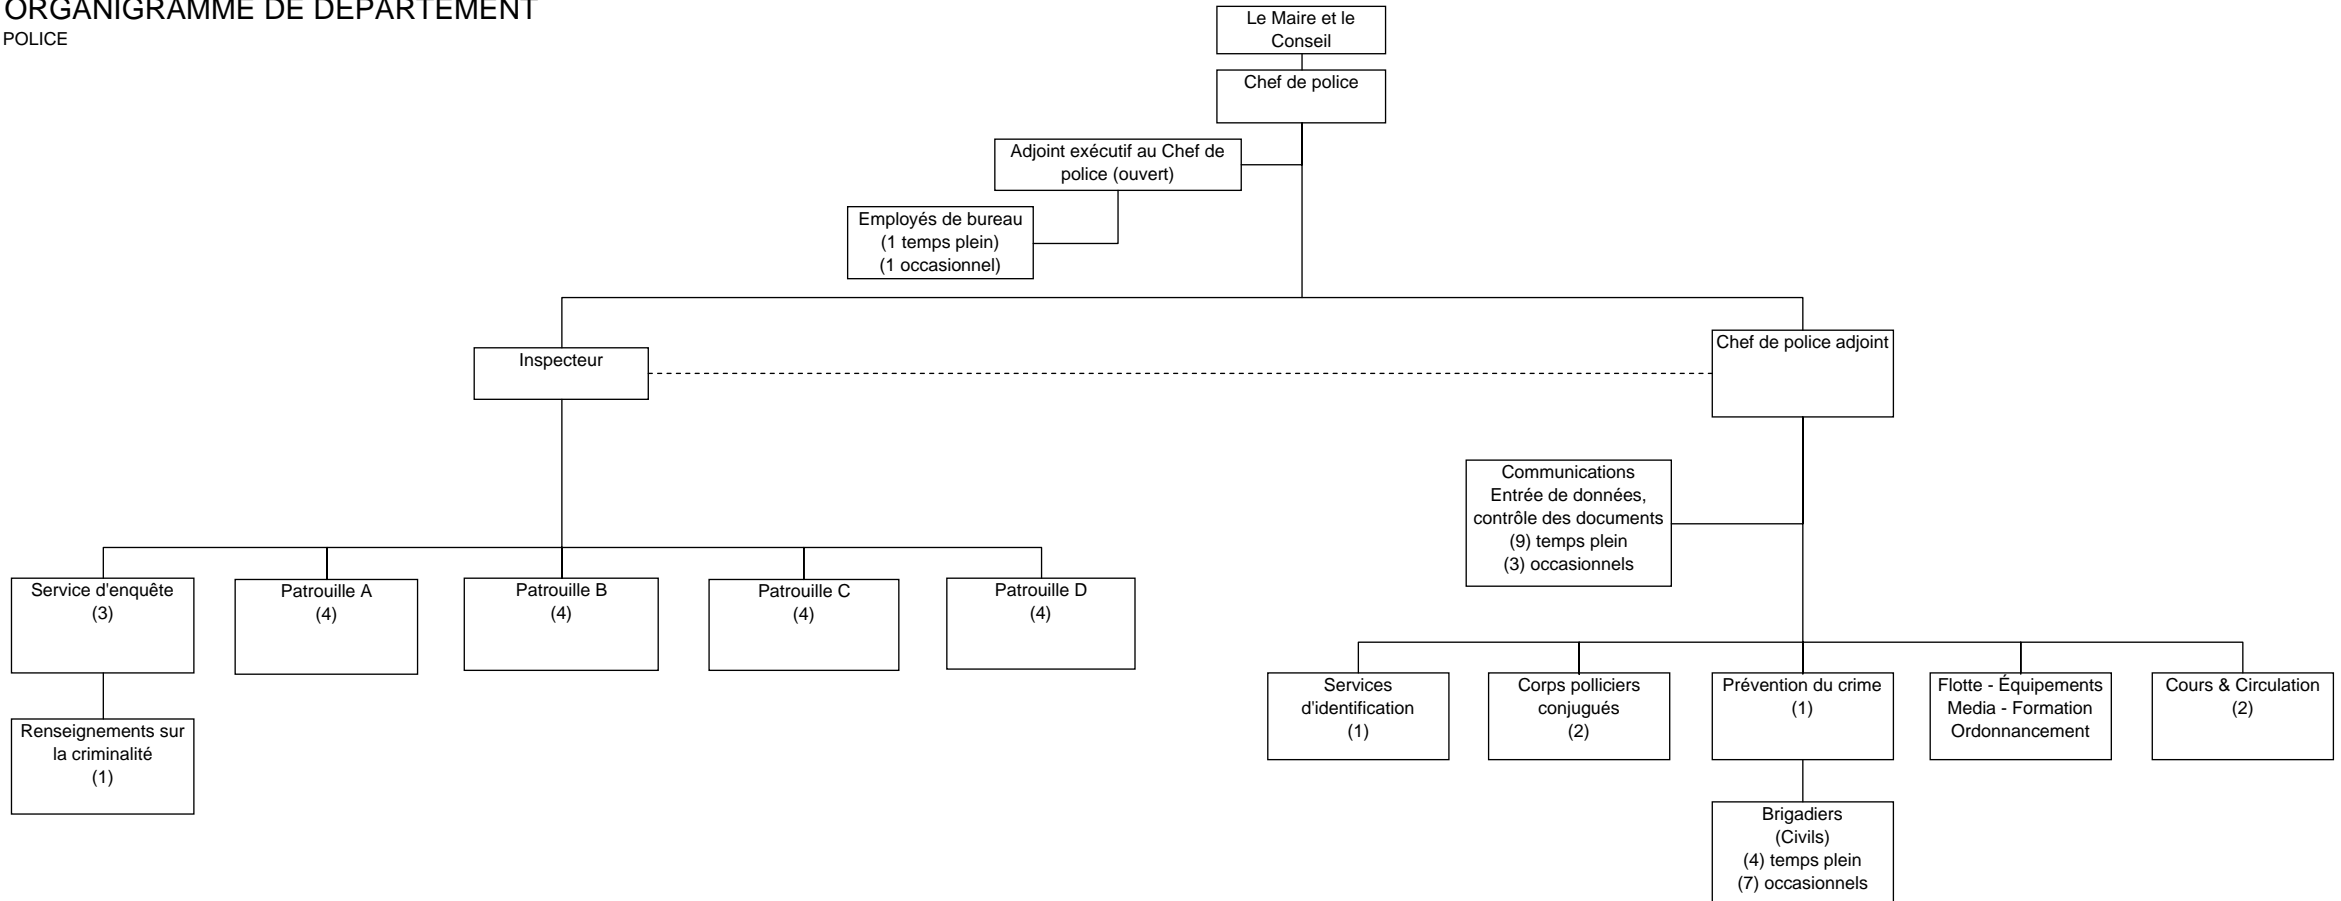 ORGANIGRAMME DE DÉPARTEMENT
POLICE
Le Maire et le
Conseil
Chef de police
Adjoint exécutif au Chef de
police (ouvert)
Employés de bureau
(1 temps plein)
(1 occasionnel)
Inspecteur
Chef de police adjoint
Communications
Entrée de données,
contrôle des documents
(9) temps plein
(3) occasionnels
Service d'enquête
(3)
Patrouille A
(4)
Patrouille B
(4)
Patrouille C
(4)
Patrouille D
(4)
Renseignements sur
la criminalité
(1)
Services
d'identification
(1)
Corps polliciers
conjugués
(2)
Prévention du crime
(1)
Flotte - Équipements
Media - Formation
Ordonnancement
Cours & Circulation
(2)
Brigadiers
(Civils)
(4) temps plein
(7) occasionnels